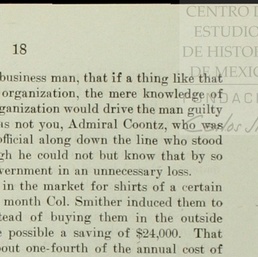 CENTRO D
ESTUDIO
DE HISTOR
DE MEXIC
FUNDAC
18
business man, that if a thing like that
organization, the mere knowledge of
ganization would drive the man guilty
as not you, Admiral Coontz, who was
official along down the line who stood
gh he could not but know that by so
vernment in an unnecessary loss.
in the market for shirts of a certain
month Col. Smither induced them to
tead of buying them in the outside
e possible a saving of $24,000. That
bout one-fourth of the annual cost of